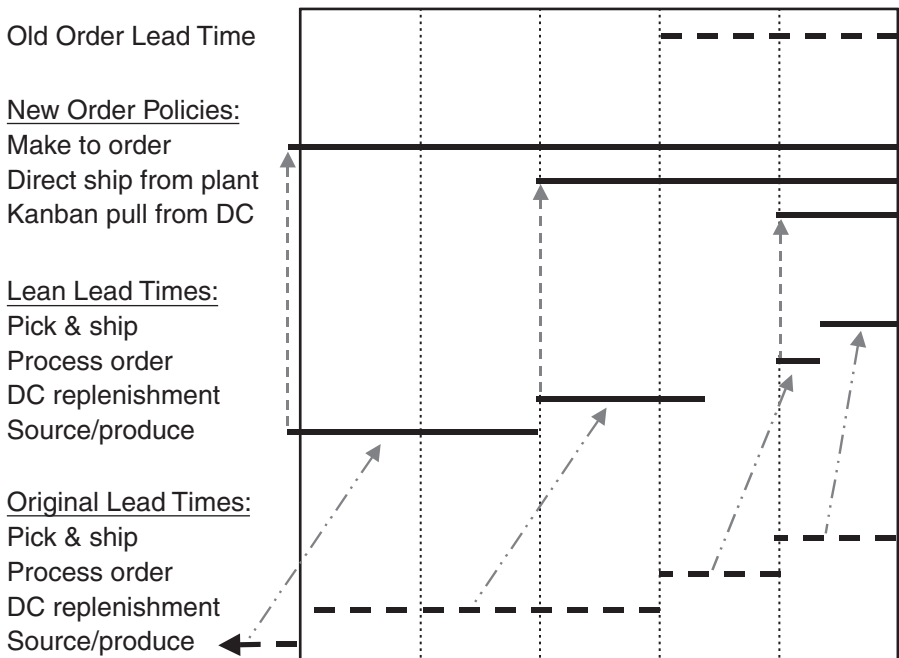 Old Order Lead Time
New Order Policies:
Make to order
Direct ship from plant
Kanban pull from DC
Lean Lead Times:
Pick & ship
Process order
DC replenishment
Source/produce
Original Lead Times:
Pick & ship
Process order
DC replenishment
Source/produce